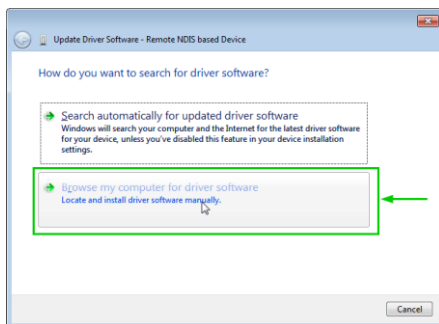 Update Driver Software - Remote NDIS based Device
How do you want to search for driver software?
Search automatically for updated driver software
Windows will search your computer and the Internet for the latest driver software
for your device, unless you've disabled this feature in your device installation
settings.
Browse my computer for driver software
Locate and install driver software manually.
Cancel